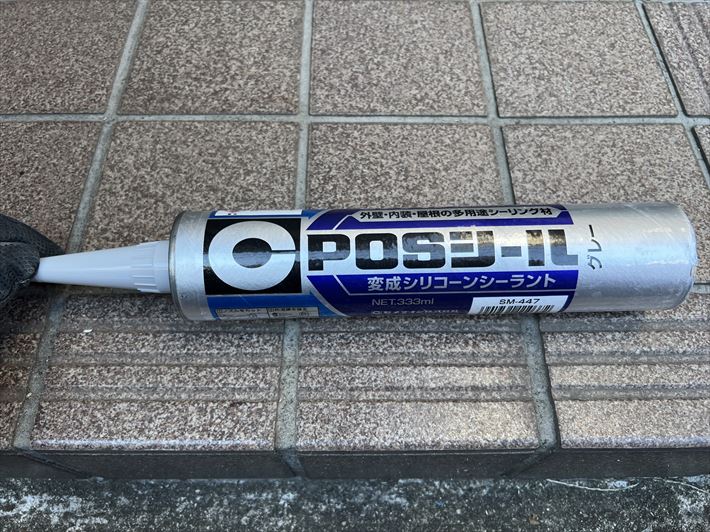 外壁・内装・屋根の多用途シーリング材
C POSシール
変成シリコーンシーラント
NET.333ml
SM-447
グレー